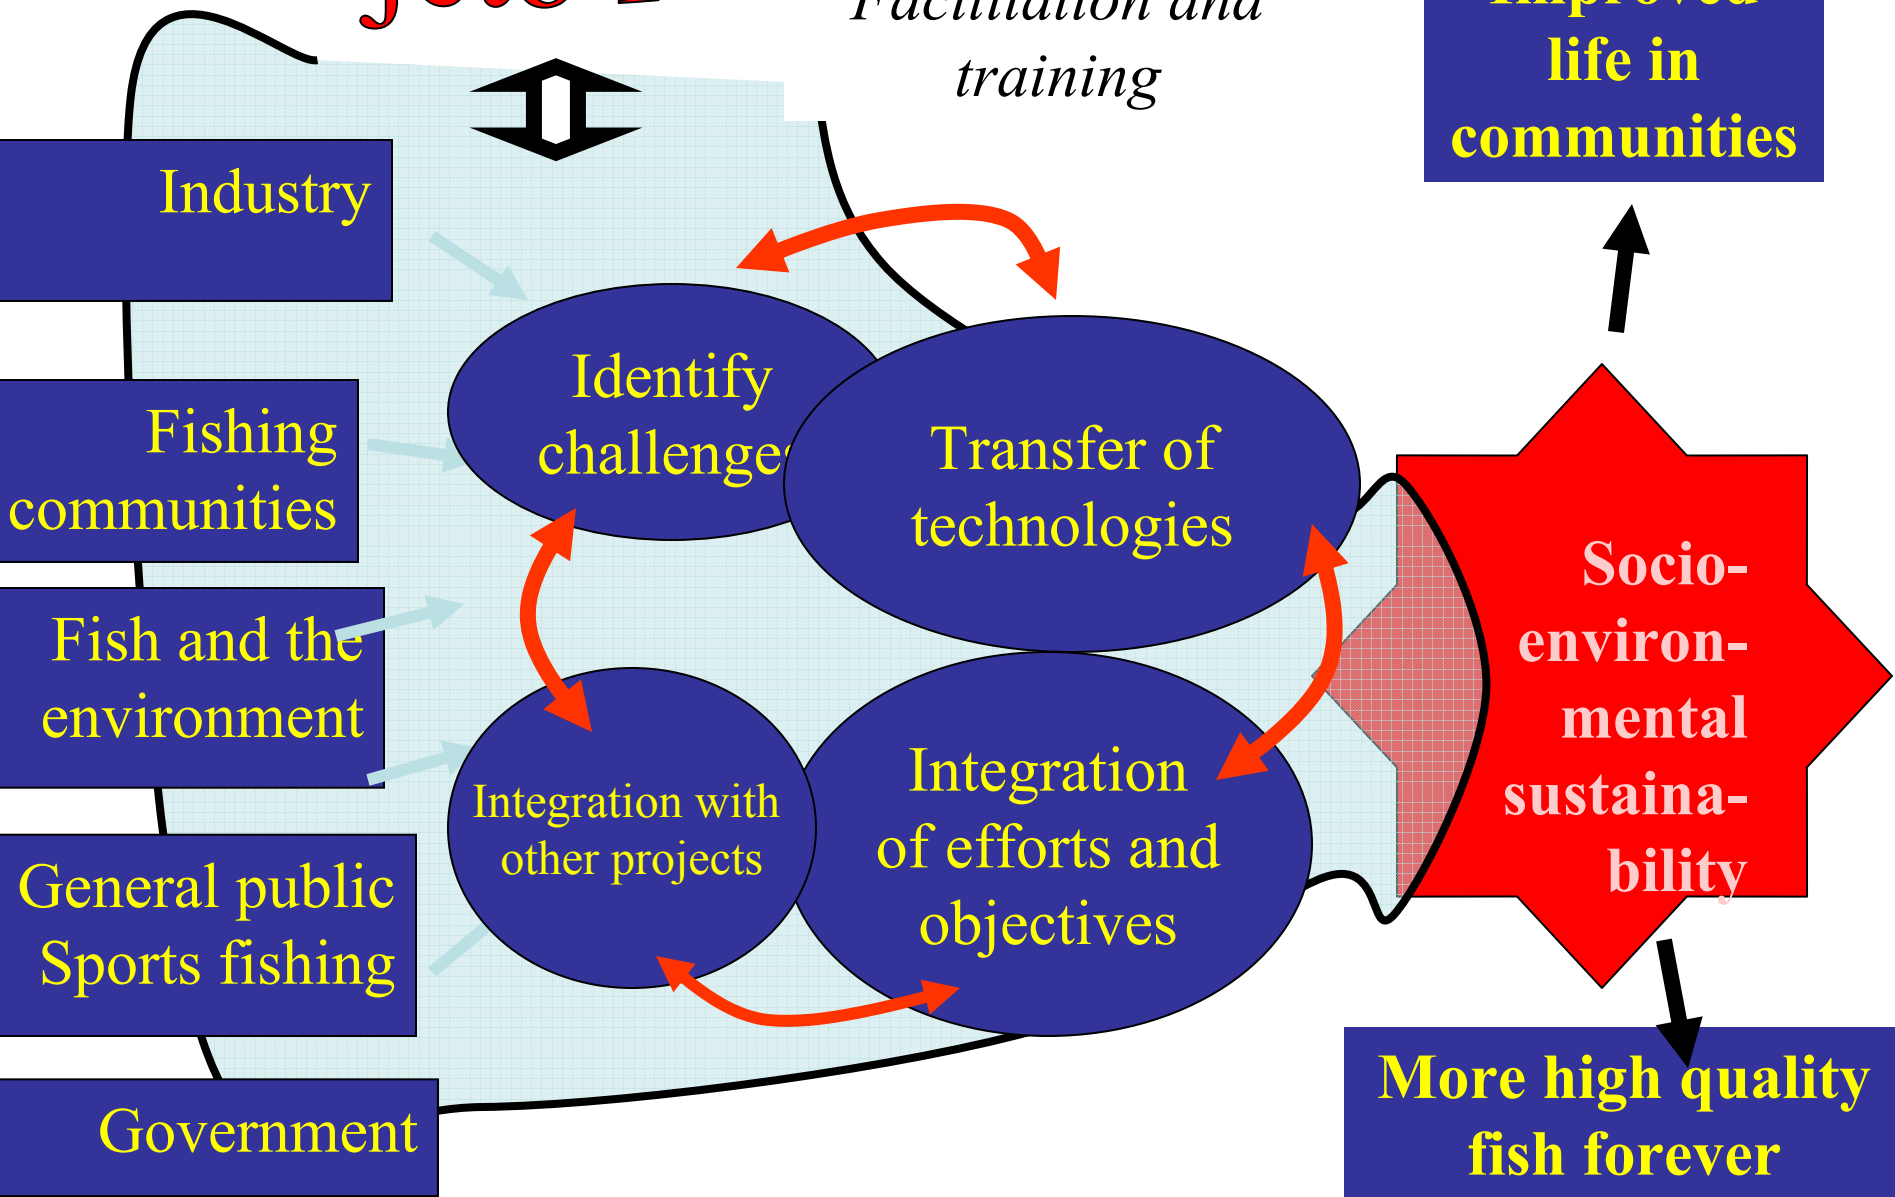 Facilitation and
training
Improved
life in
communities
Industry
Identify
challenges
Transfer of
technologies
Fishing
communities
Socio-
environ-
mental
sustaina-
bility
Fish and the
environment
Integration with
other projects
Integration
of efforts and
objectives
General public
Sports fishing
Government
More high quality
fish forever